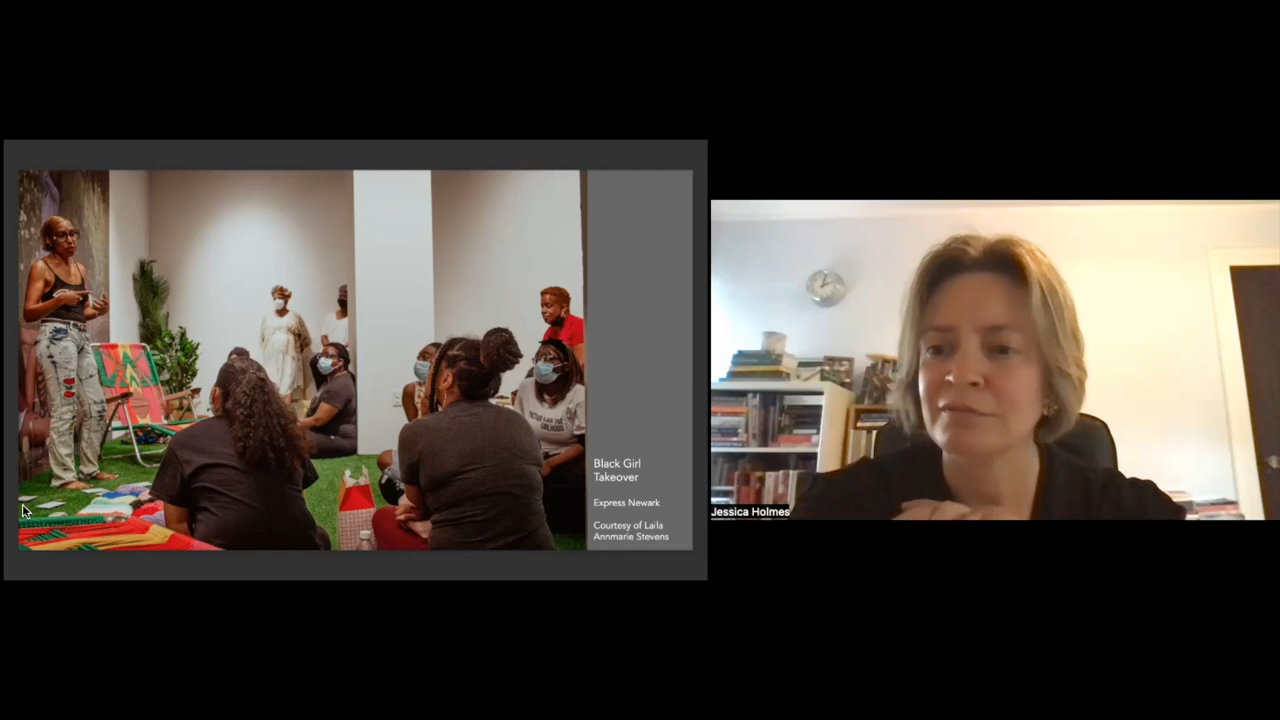 Black Girl
Takeover
Express Newark
Courtesy of Laila
Annmarie Stevens
Jessica Holmes